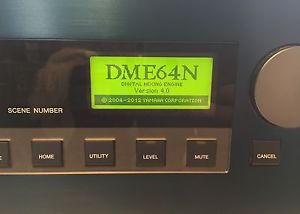 DME64N
DIGITAL MIXING ENGINE
Version 4.0
© 2004-2012 YAMAHA CORPORATION
SCENE NUMBER
HOME UTILITY LEVEL MUTE CANCEL